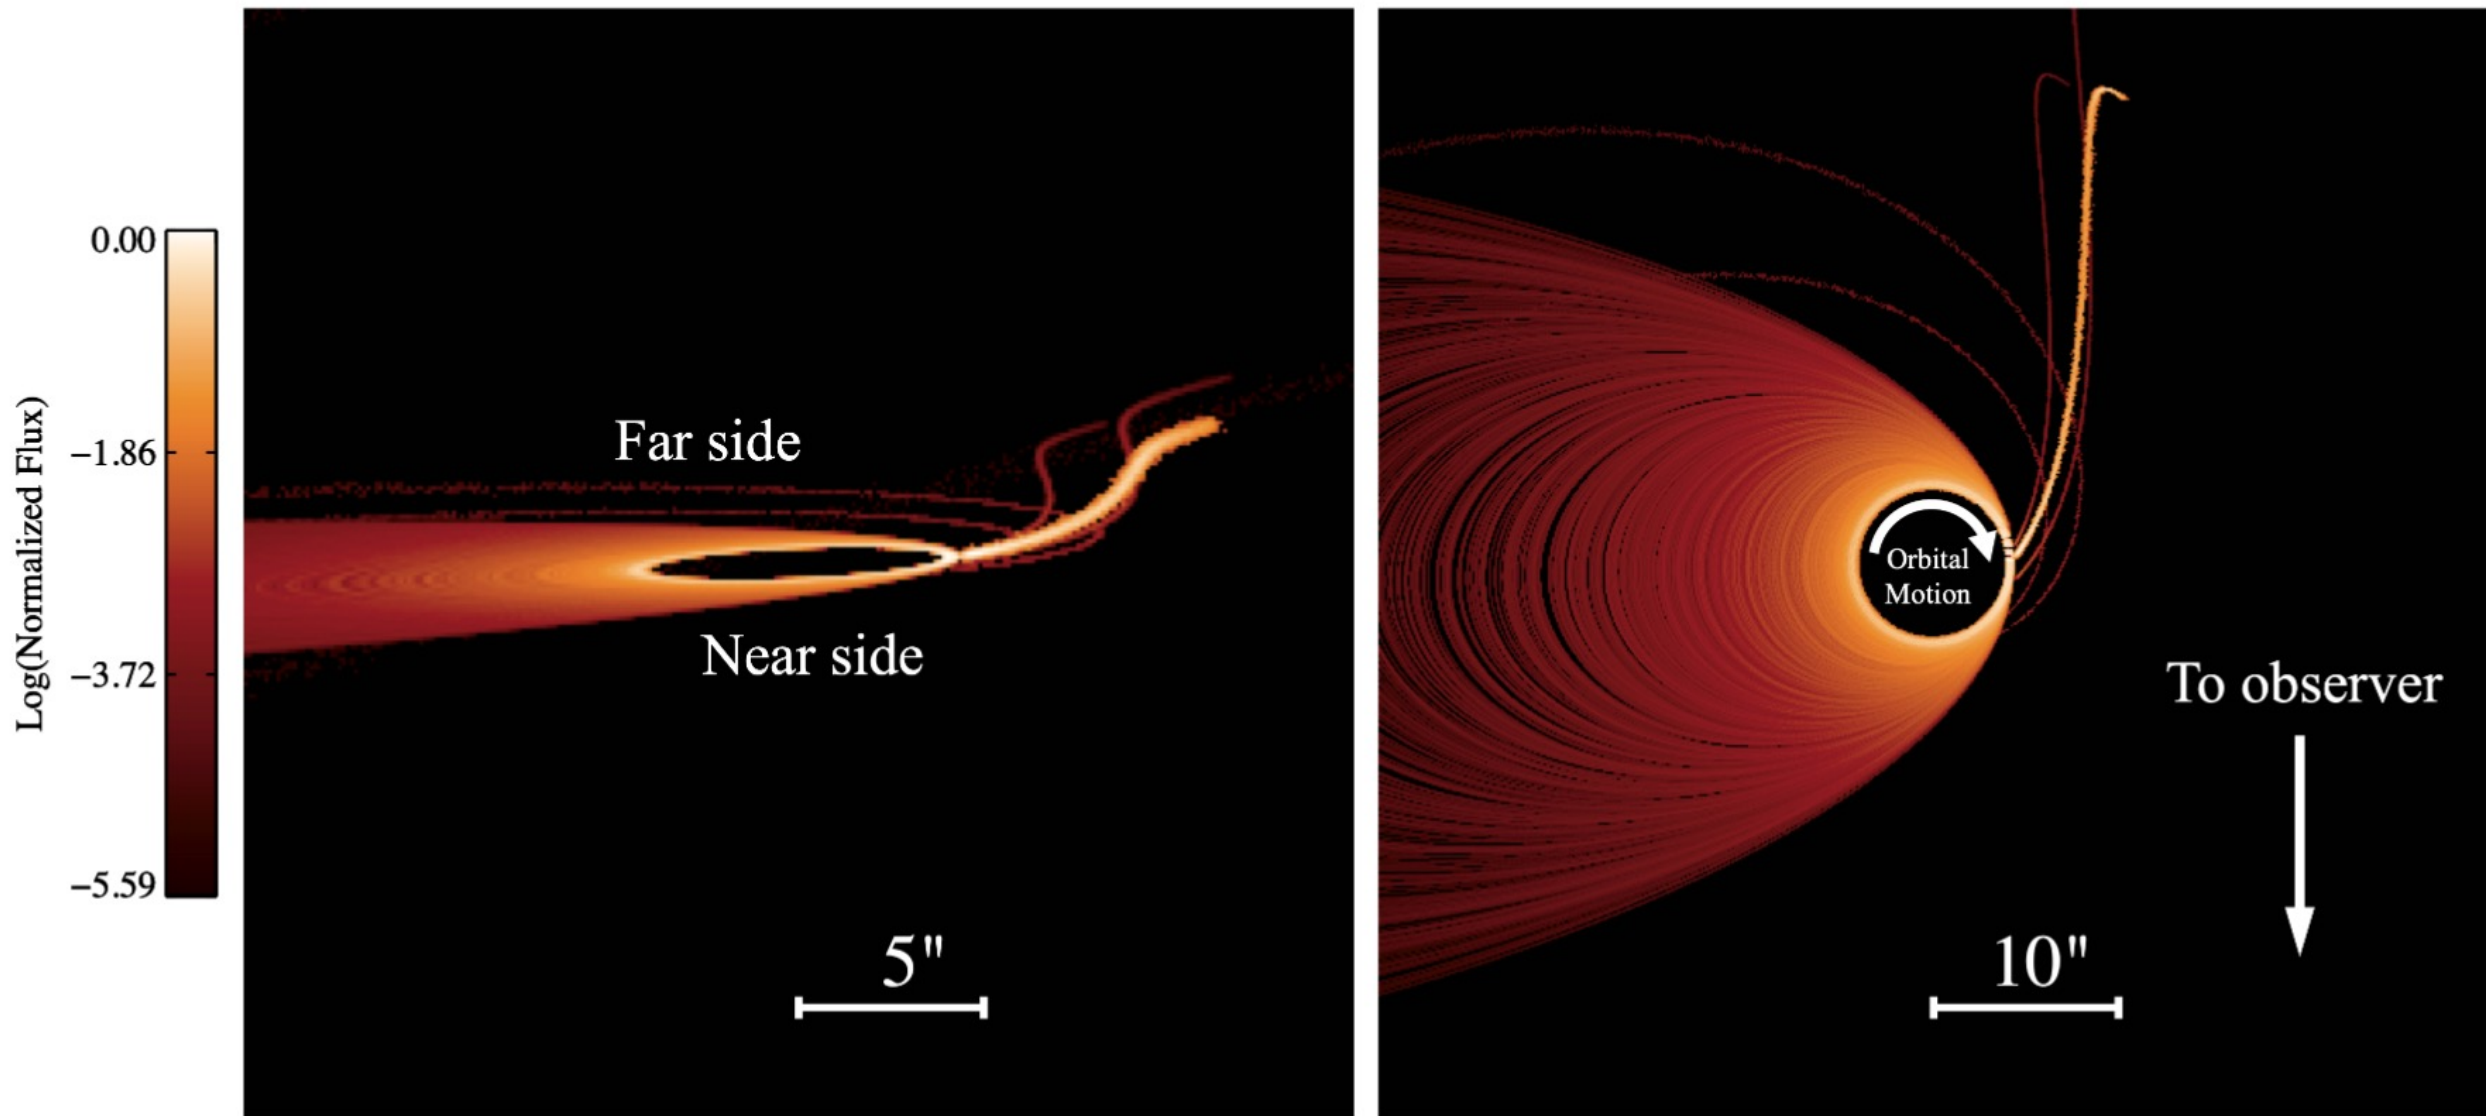 Log(Normalized Flux)
0.00
−1.86
−3.72
−5.59
Far side
Near side
5"
Orbital
Motion
To observer
10"